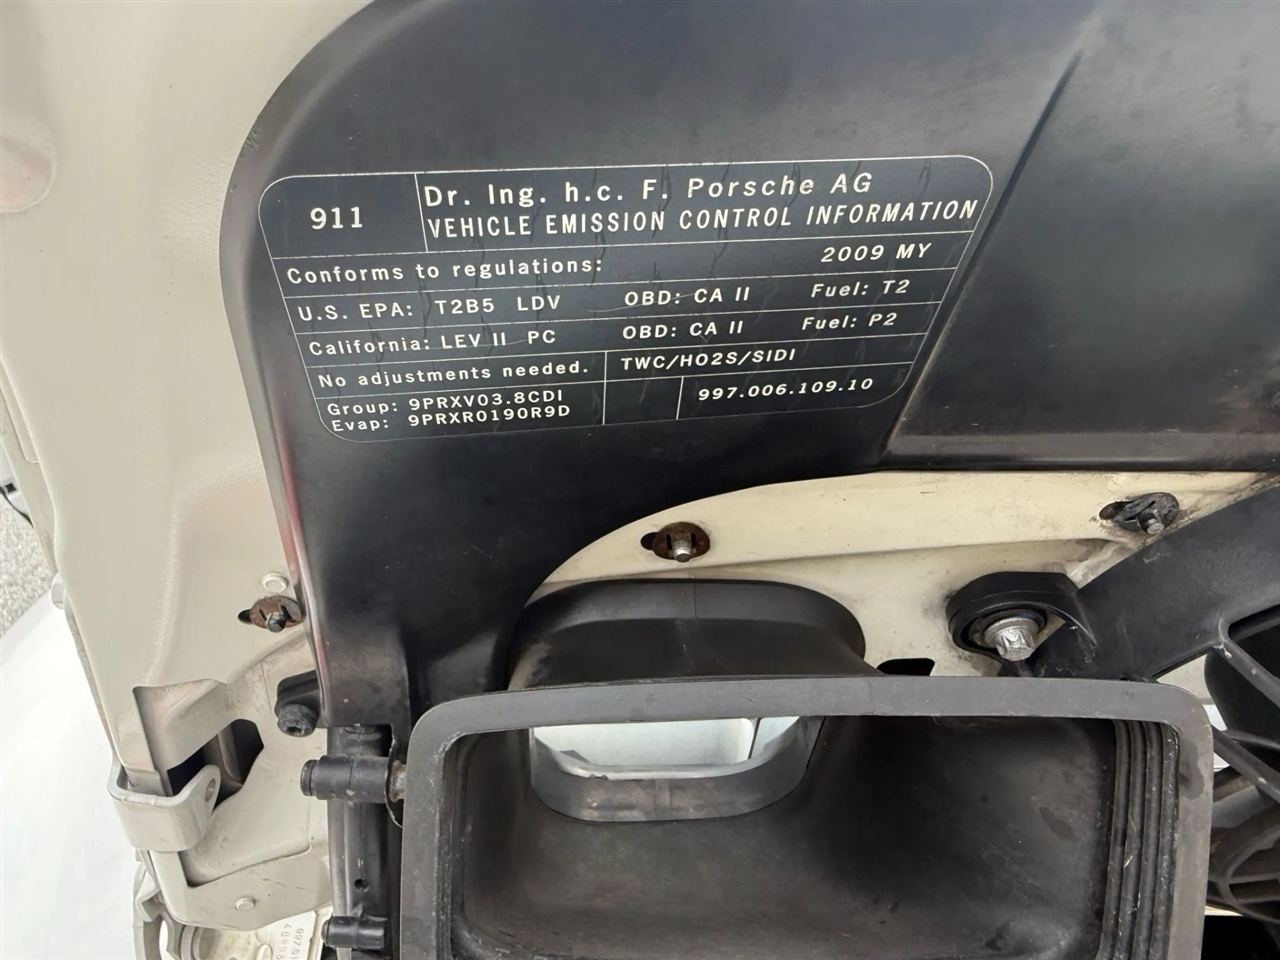 911
Dr. Ing. h.c. F. Porsche AG
VEHICLE EMISSION CONTROL INFORMATION
Conforms to regulations: 2009 MY
U.S. EPA: T2B5 LDV OBD: CA II Fuel: T2
California: LEV II PC OBD: CA II Fuel: P2
No adjustments needed. TWC/HO2S/SIDI
Group: 9PRXV03.8CDI 997.006.109.10
Evap: 9PRXR0190R9D